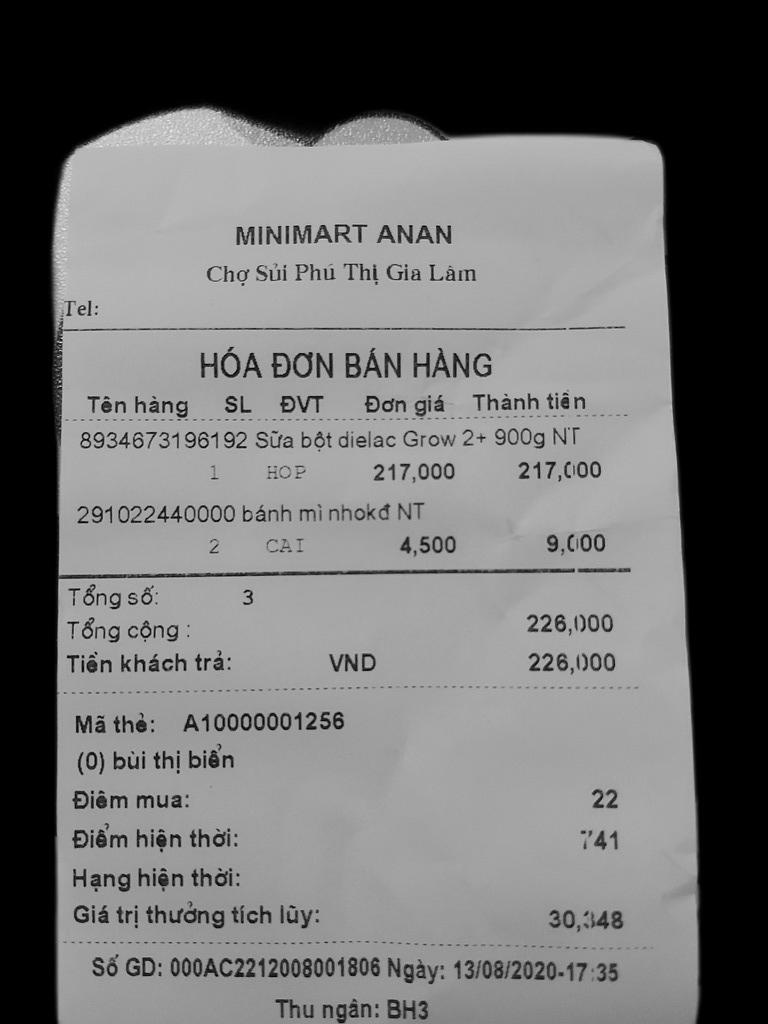 MINIMART ANAN
Chợ Sủi Phú Thị Gia Lâm
Tel:
HÓA ĐƠN BÁN HÀNG
Tên hàng SL ĐVT Đơn giá Thành tiền
8934673196192 Sữa bột dielac Grow 2+ 900g NT
1 HOP 217,000 217,000
291022440000 bánh mì nhokđ NT
2 CAI 4,500 9,000
Tổng số: 3
Tổng cộng : 226,000
Tiền khách trả: VND 226,000
Mã thẻ: A10000001256
(0) bùi thị biển
Điêm mua: 22
Điểm hiện thời: 741
Hạng hiện thời:
Giá trị thưởng tích lũy: 30,348
Số GD: 000AC2212008001806 Ngày: 13/08/2020-17:35
Thu ngân: BH3